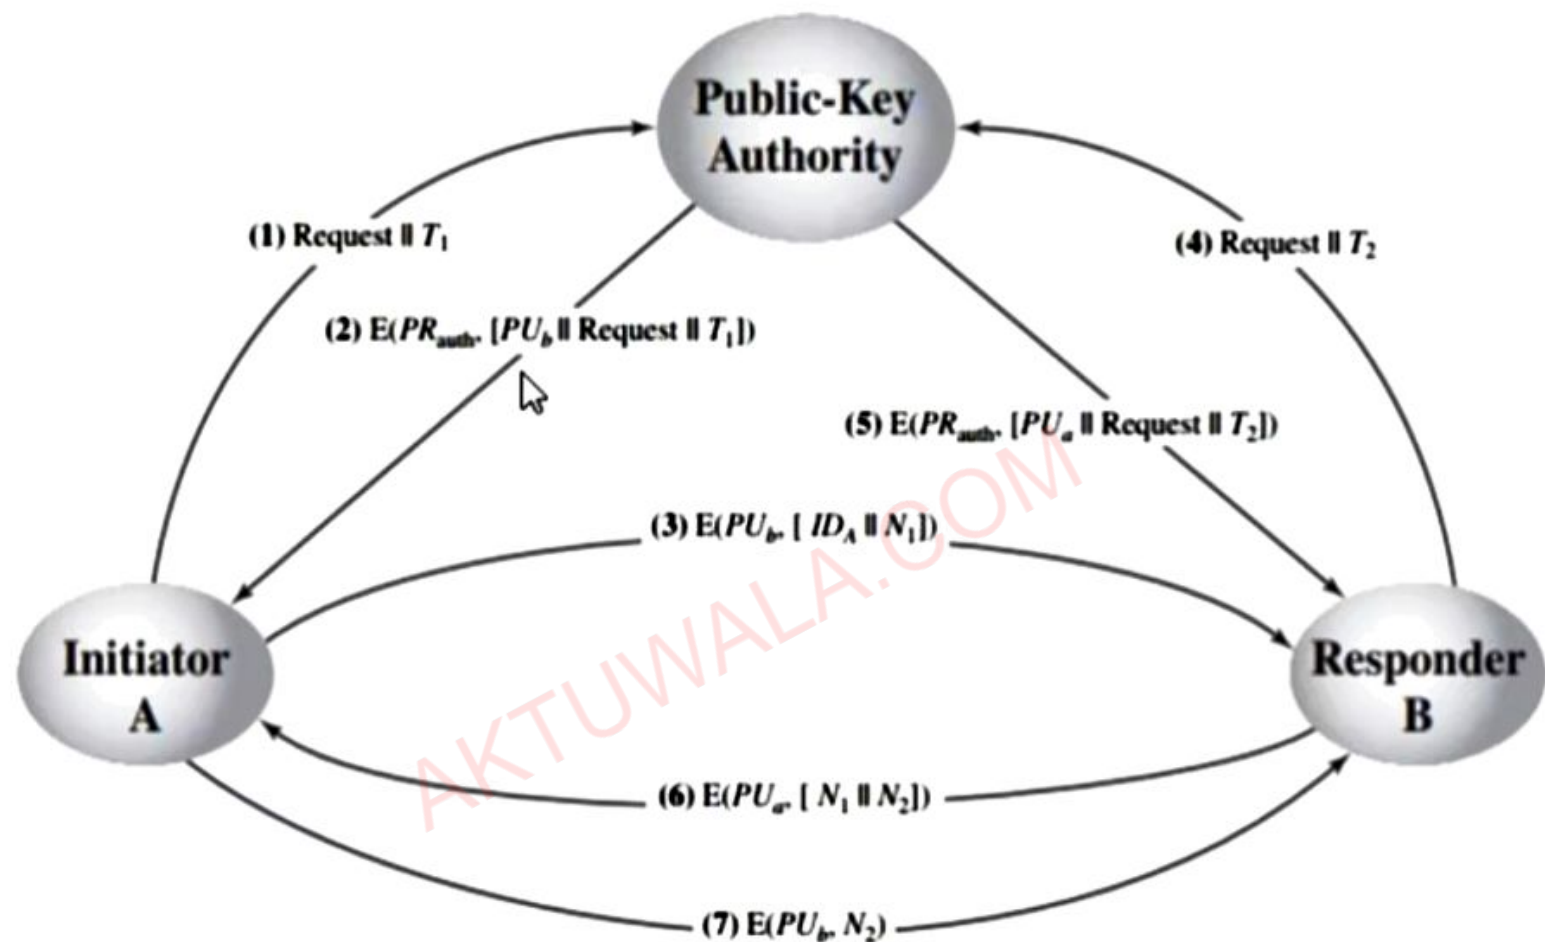 Public-Key
Authority
(1) Request || T1
(4) Request || T2
(2) E(PRauth, [PUb || Request || T1])
(5) E(PRauth, [PUa || Request || T2])
(3) E(PUb, [ IDA || N1])
Initiator
A
Responder
B
AKTUWALA.COM
(6) E(PUa, [ N1 || N2])
(7) E(PUb, N2)